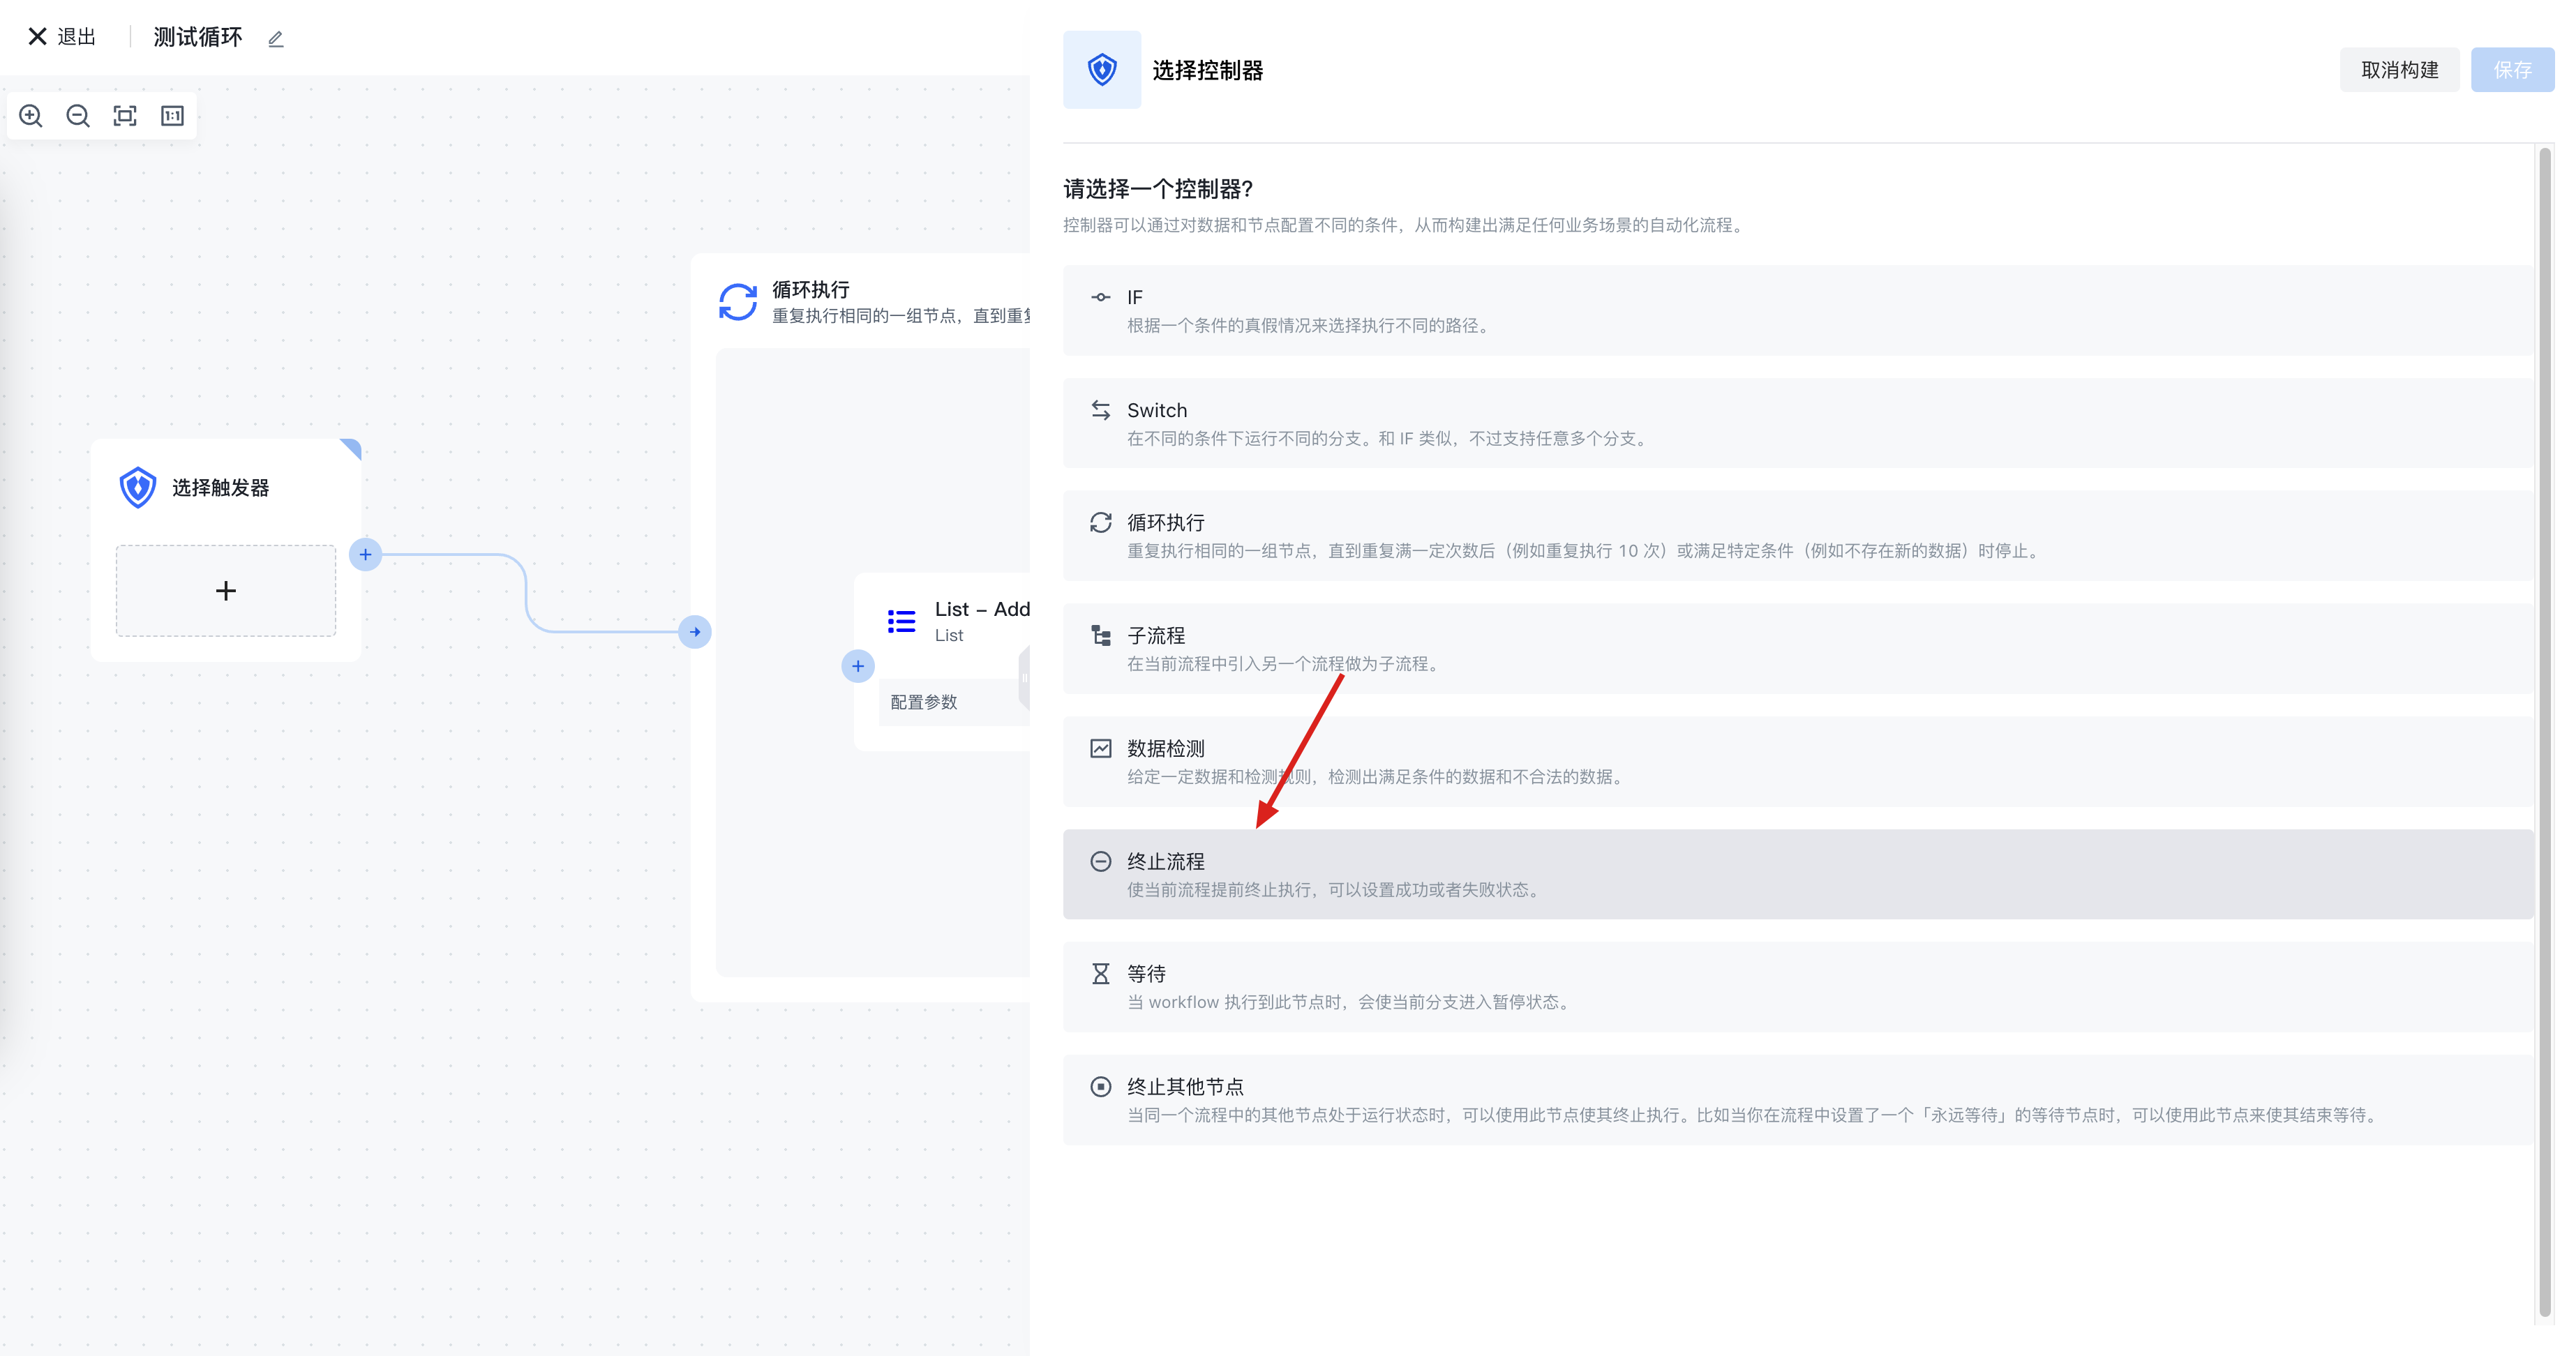 退出
测试循环
1:1
选择触发器
循环执行
重复执行相同的一组节点，直到重
List – Add
List
配置参数
选择控制器
取消构建
保存
请选择一个控制器?
控制器可以通过对数据和节点配置不同的条件，从而构建出满足任何业务场景的自动化流程。
IF
根据一个条件的真假情况来选择执行不同的路径。
Switch
在不同的条件下运行不同的分支。和 IF 类似，不过支持任意多个分支。
循环执行
重复执行相同的一组节点，直到重复满一定次数后（例如重复执行 10 次）或满足特定条件（例如不存在新的数据）时停止。
子流程
在当前流程中引入另一个流程做为子流程。
数据检测
给定一定数据和检测规则，检测出满足条件的数据和不合法的数据。
终止流程
使当前流程提前终止执行，可以设置成功或者失败状态。
等待
当 workflow 执行到此节点时，会使当前分支进入暂停状态。
终止其他节点
当同一个流程中的其他节点处于运行状态时，可以使用此节点使其终止执行。比如当你在流程中设置了一个「永远等待」的等待节点时，可以使用此节点来使其结束等待。